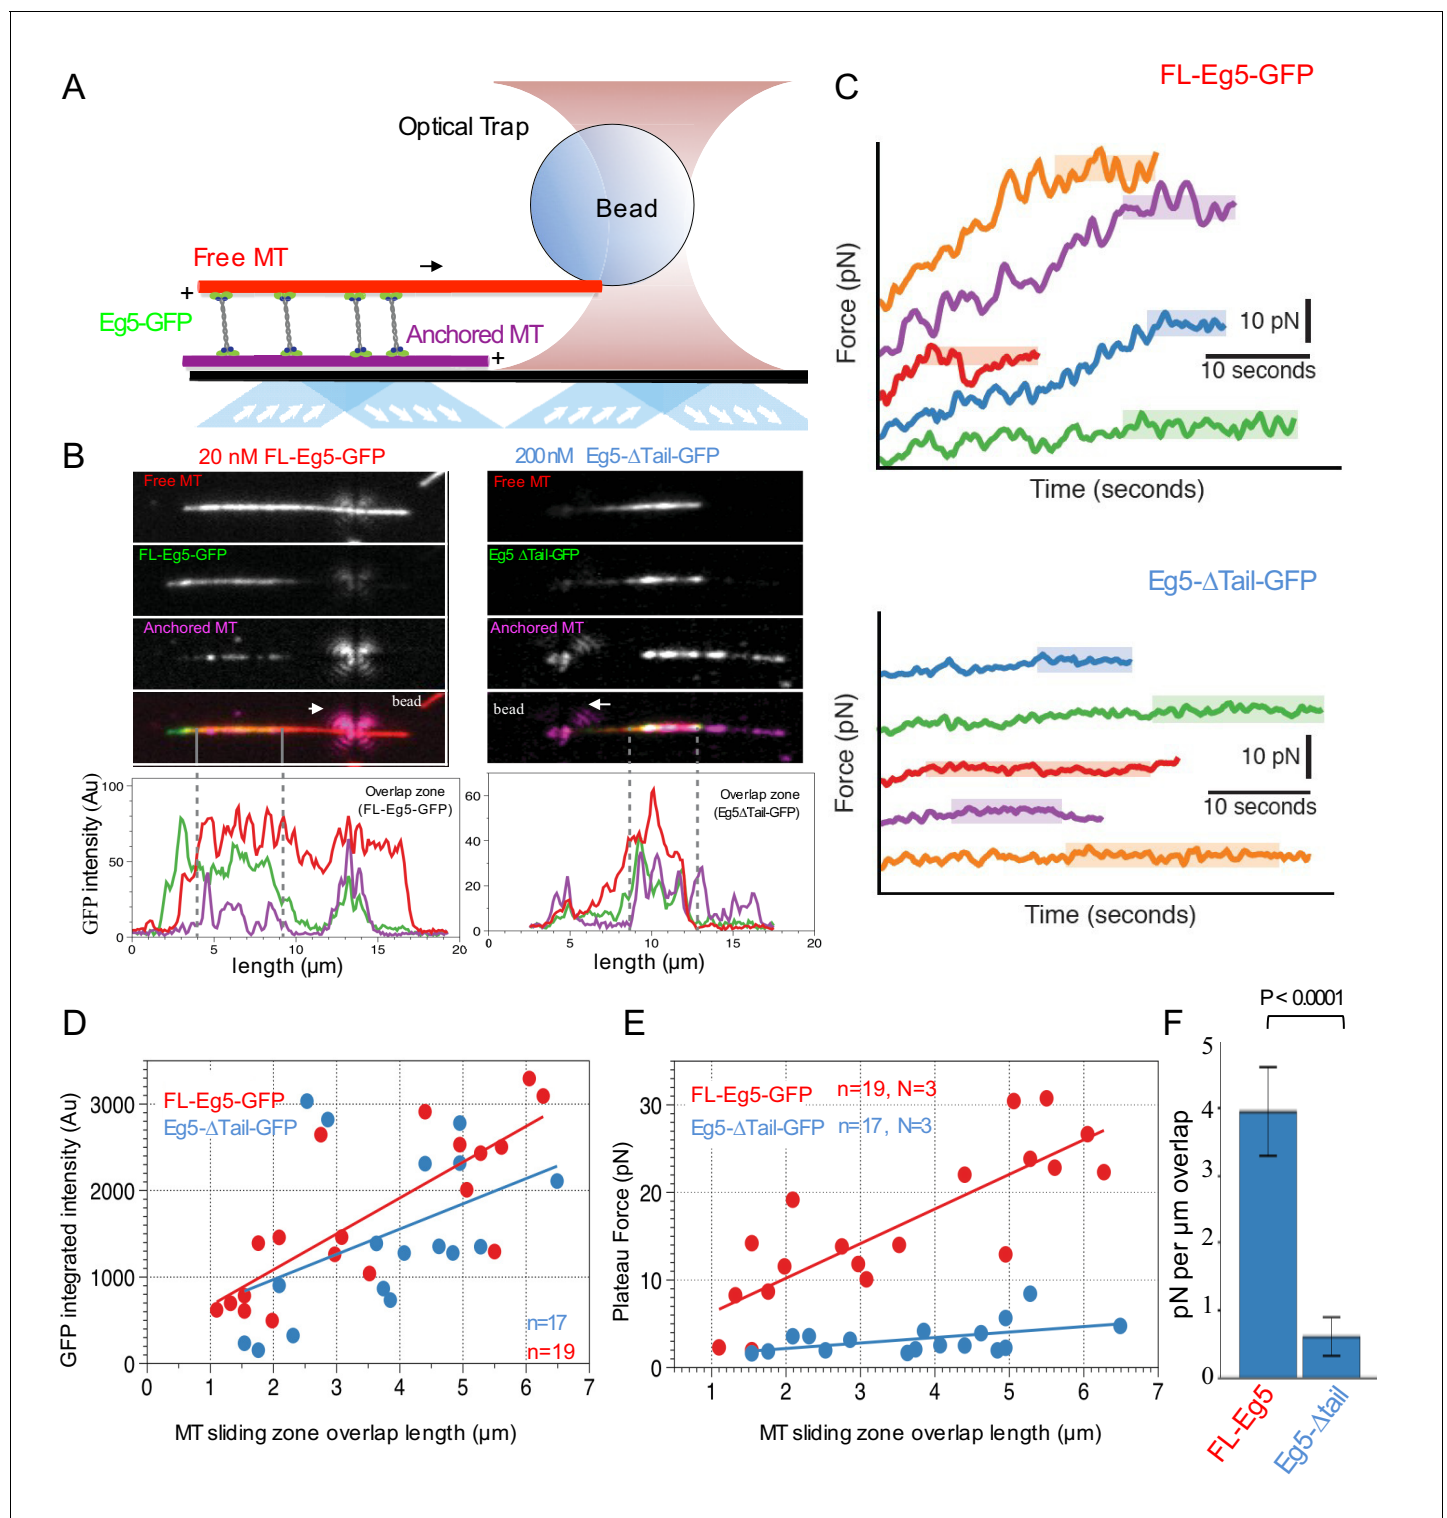 A
Optical Trap
Bead
Free MT
+
Eg5-GFP
Anchored MT
+
B
20 nM FL-Eg5-GFP
Free MT
FL-Eg5-GFP
Anchored MT
bead
200nM Eg5-ΔTail-GFP
Free MT
Eg5 ΔTail-GFP
Anchored MT
bead
GFP intensity (Au)
100
50
0
Overlap zone
(FL-Eg5-GFP)
0 5 10 15 20
length (µm)
60
40
20
0
Overlap zone
(Eg5ΔTail-GFP)
0 5 10 15 20
length (µm)
C
FL-Eg5-GFP
Force (pN)
10 pN
10 seconds
Time (seconds)
Eg5-ΔTail-GFP
Force (pN)
10 pN
10 seconds
Time (seconds)
D
GFP integrated intensity (Au)
3000
2000
1000
0
FL-Eg5-GFP
Eg5-ΔTail-GFP
n=17
n=19
0 1 2 3 4 5 6 7
MT sliding zone overlap length (µm)
E
Plateau Force (pN)
30
20
10
0
FL-Eg5-GFP n=19, N=3
Eg5-ΔTail-GFP n=17, N=3
1 2 3 4 5 6 7
MT sliding zone overlap length (µm)
F
P < 0.0001
pN per µm overlap
5
4
3
2
1
0
FL-Eg5
Eg5-Δtail